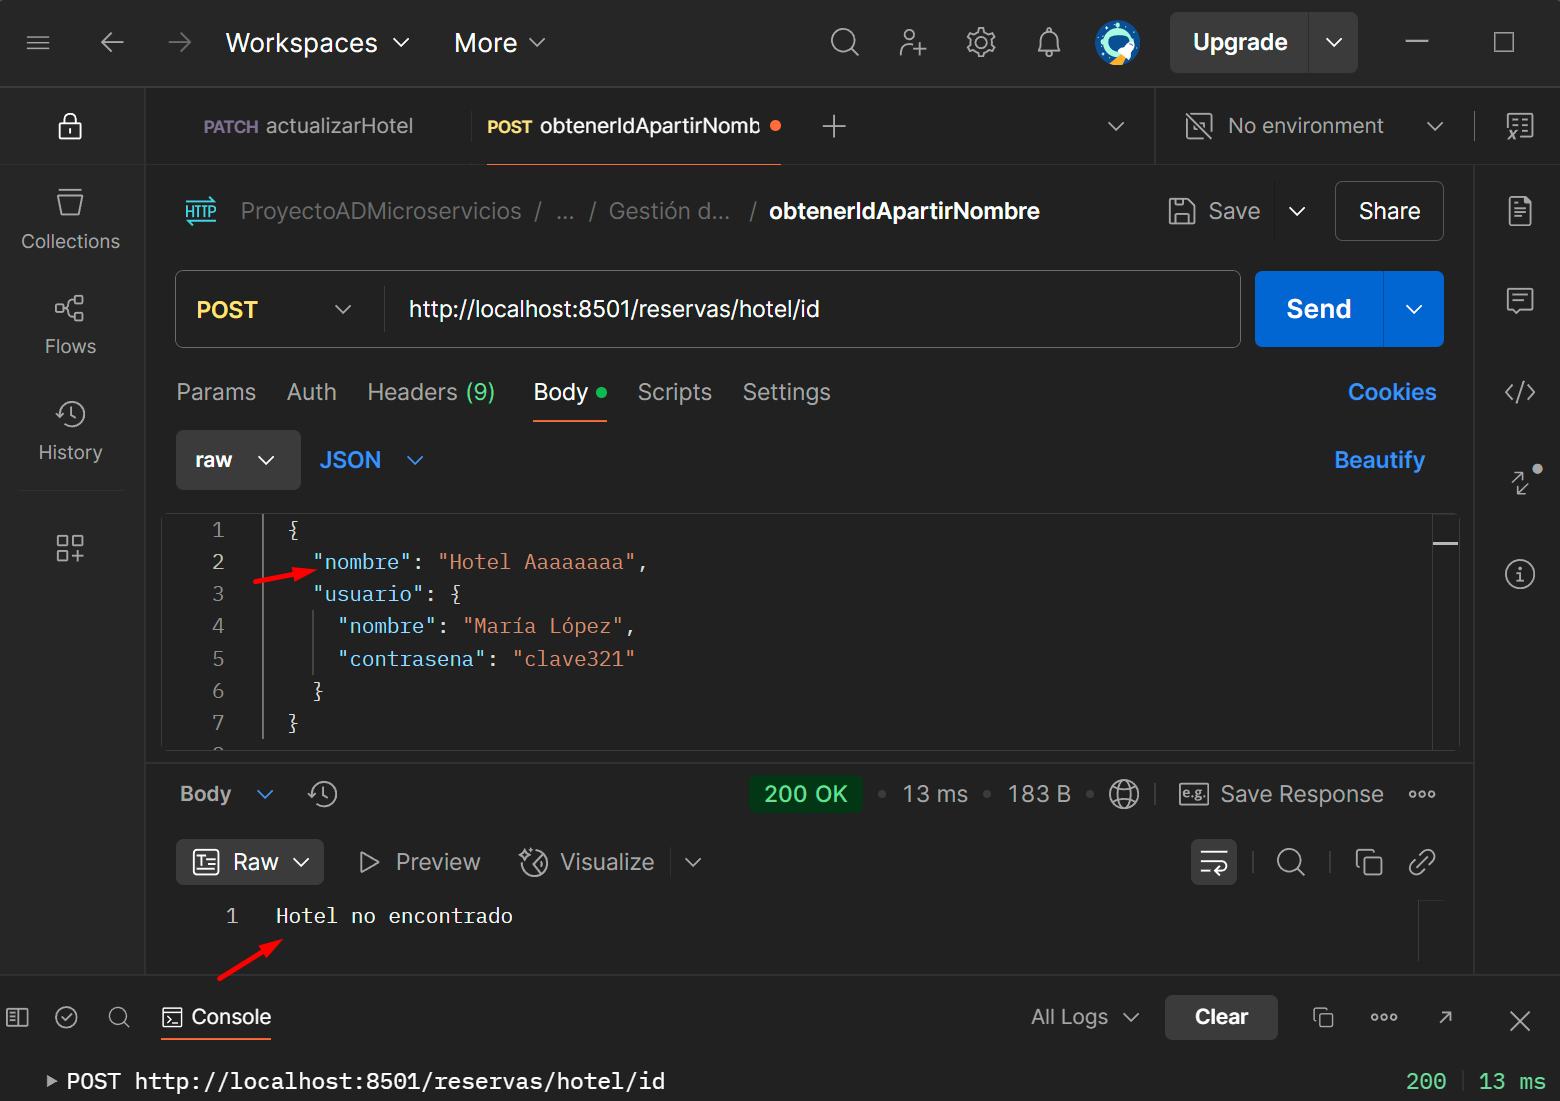 Workspaces More Upgrade
PATCH actualizarHotel POST obtenerIdApartirNomb No environment
HTTP ProyectoADMicroservicios / ... / Gestión d... / obtenerIdApartirNombre Save Share
Collections
POST http://localhost:8501/reservas/hotel/id Send
Flows
Params Auth Headers (9) Body Scripts Settings Cookies
History
raw JSON Beautify
1 {
2 "nombre": "Hotel Aaaaaaaa",
3 "usuario": {
4 "nombre": "María López",
5 "contrasena": "clave321"
6 }
7 }
Body 200 OK 13 ms 183 B e.g. Save Response
Raw Preview Visualize
1 Hotel no encontrado
Console All Logs Clear
POST http://localhost:8501/reservas/hotel/id 200 13 ms